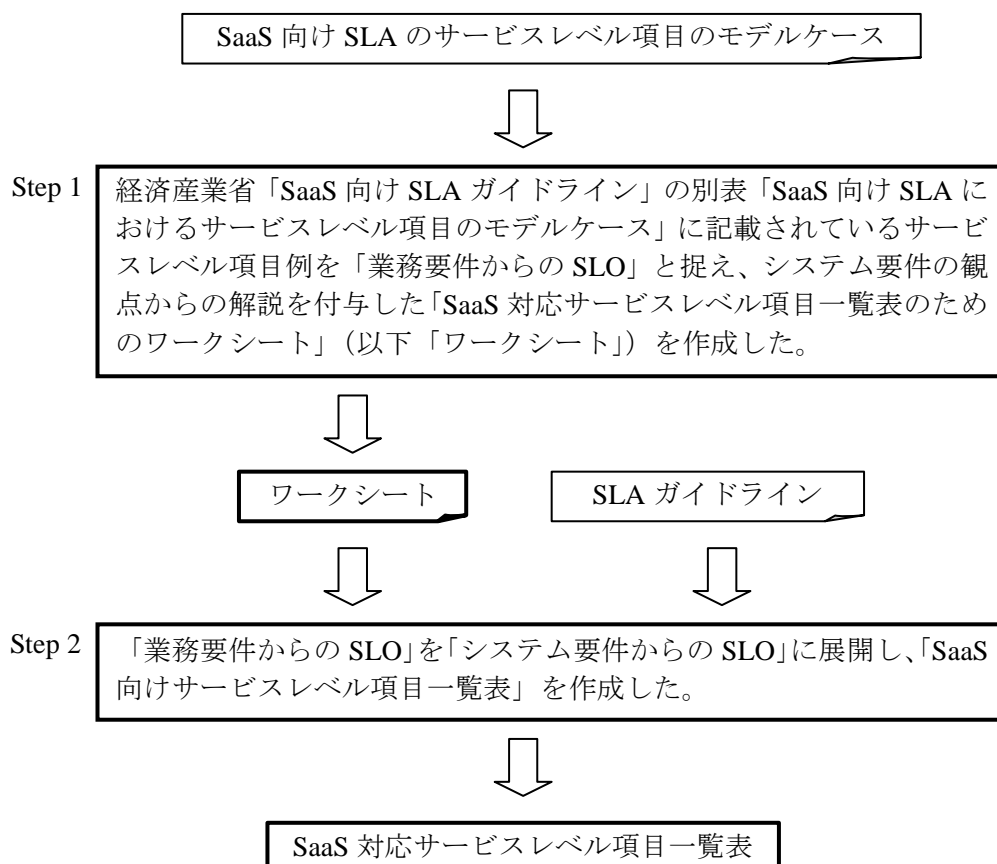 SaaS 向け SLA のサービスレベル項目のモデルケース
Step 1
経済産業省「SaaS 向け SLA ガイドライン」の別表「SaaS 向け SLA に
おけるサービスレベル項目のモデルケース」に記載されているサービ
スレベル項目例を「業務要件からの SLO」と捉え、システム要件の観
点からの解説を付与した「SaaS 対応サービスレベル項目一覧表のため
のワークシート」（以下「ワークシート」）を作成した。
ワークシート
SLA ガイドライン
Step 2
「業務要件からの SLO」を「システム要件からの SLO」に展開し、「SaaS
向けサービスレベル項目一覧表」を作成した。
SaaS 対応サービスレベル項目一覧表